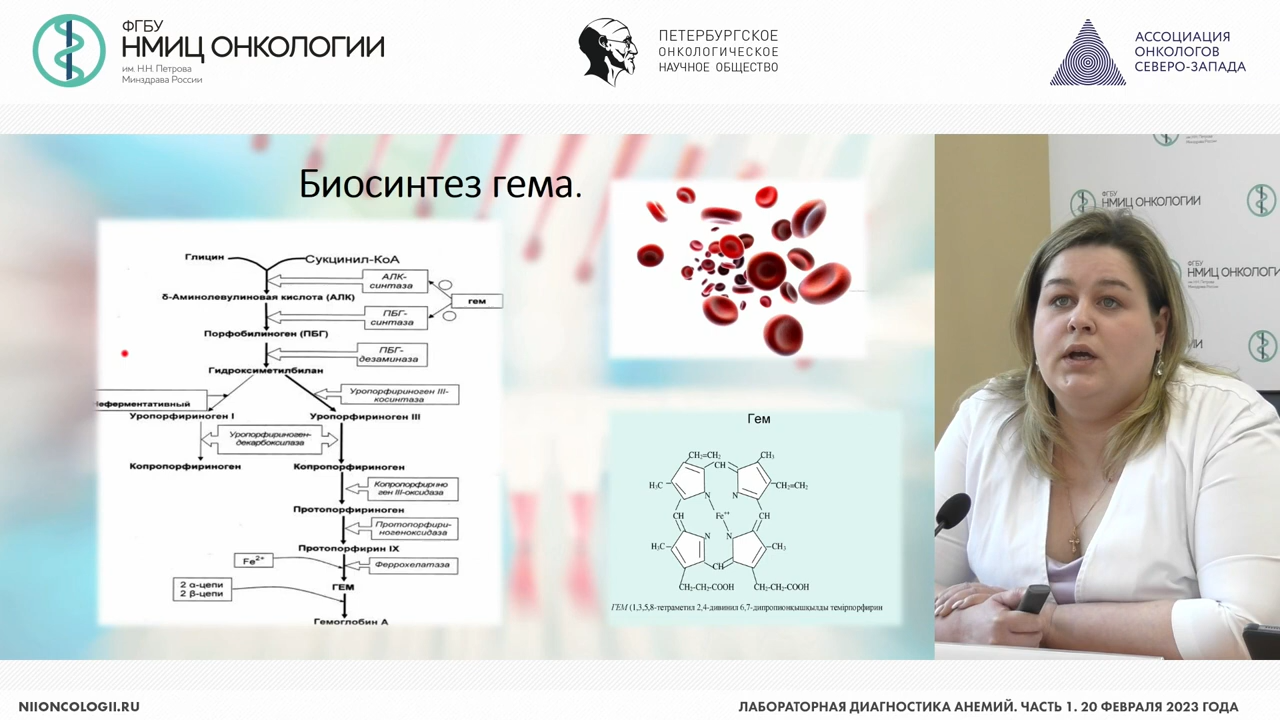 ФГБУ
НМИЦ ОНКОЛОГИИ
им. Н.Н. Петрова
Минздрава России
ПЕТЕРБУРГСКОЕ
ОНКОЛОГИЧЕСКОЕ
НАУЧНОЕ ОБЩЕСТВО
АССОЦИАЦИЯ
ОНКОЛОГОВ
СЕВЕРО-ЗАПАДА
Биосинтез гема.
Глицин
Сукцинил-КоА
АЛК-
синтаза
δ-Аминолевулиновая кислота (АЛК)
гем
ПБГ-
синтаза
Порфобилиноген (ПБГ)
ПБГ-
дезаминаза
Гидроксиметилбилан
Уропорфириноген III-
косинтаза
Неферментативный
Уропорфириноген I
Уропорфириноген III
Уропорфириноген-
декарбоксилаза
Копропорфириноген
Копропорфириноген
Копропорфирино
ген III-оксидаза
Протопорфириноген
Протопорфири-
ногеноксидаза
Протопорфирин IX
Fe2+
Феррохелатаза
2 α-цепи
2 β-цепи
ГЕМ
Гемоглобин А
Гем
CH=CH₂
CH₃
CH
H₃C
CH=CH₂
N
N
CH
Fe⁺⁺
CH
N
N
H₃C
CH₃
CH
CH₂-CH₂-COOH
CH₂-CH₂-COOH
ГЕМ (1,3,5,8-тетраметил 2,4-дивинил 6,7-дипропионкышкылды темірпорфирин
ФГБУ
НМИЦ ОНКОЛОГИИ
ФГБУ
НМИЦ ОНКОЛОГИ
NIIONCOLOGII.RU
ЛАБОРАТОРНАЯ ДИАГНОСТИКА АНЕМИЙ. ЧАСТЬ 1. 20 ФЕВРАЛЯ 2023 ГОДА